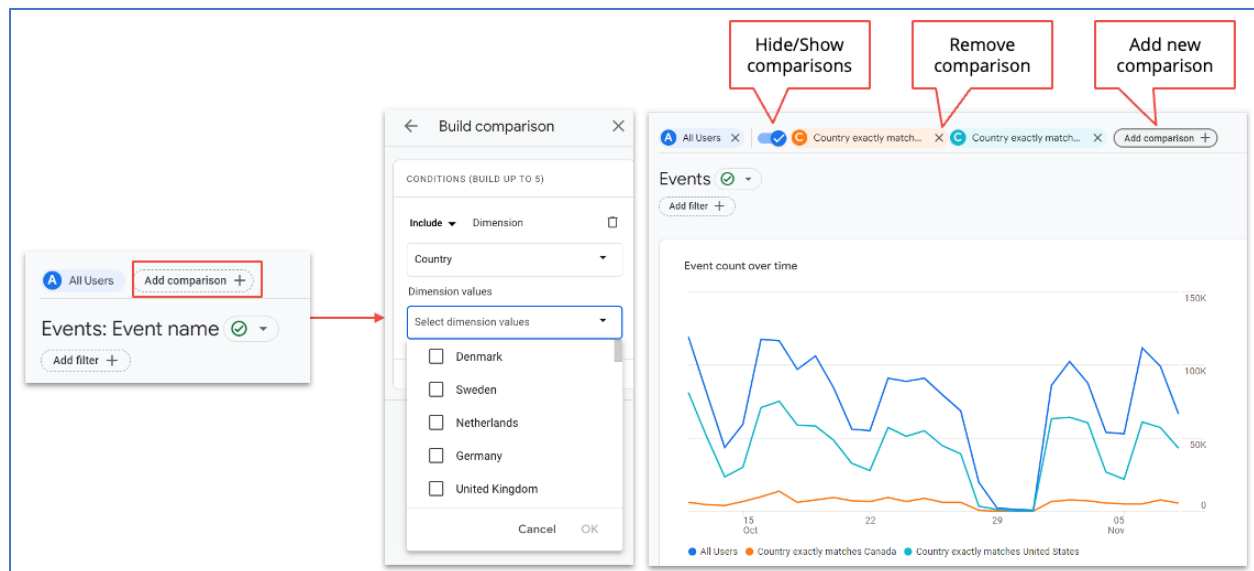 Hide/Show
comparisons
Remove
comparison
Add new
comparison
A All Users Add comparison +
Events: Event name
Add filter +
Build comparison
CONDITIONS (BUILD UP TO 5)
Include Dimension
Country
Dimension values
Select dimension values
Denmark
Sweden
Netherlands
Germany
United Kingdom
Cancel OK
A All Users C Country exactly match... C Country exactly match... Add comparison +
Events
Add filter +
Event count over time
150K
100K
50K
0
15 22 29 05
Oct Nov
All Users Country exactly matches Canada Country exactly matches United States